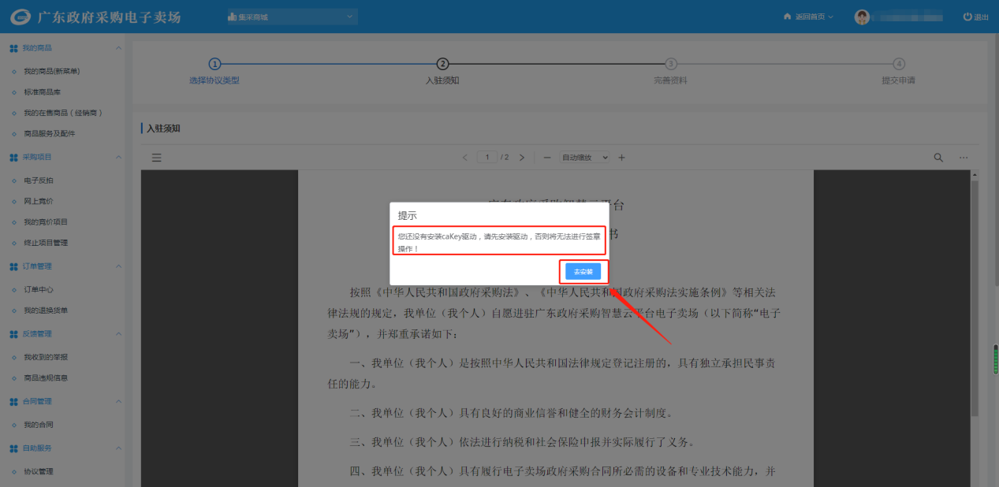 广东政府采购电子卖场
集采商城
返回首页
退出
我的商品
我的商品(新菜单)
标准商品库
我的在售商品（经销商）
商品服务及配件
采购项目
电子反拍
网上竞价
我的竞价项目
终止项目管理
订单管理
订单中心
我的退换货单
反馈管理
我收到的举报
商品违规信息
合同管理
我的合同
自助服务
协议管理
1
2
3
4
选择协议类型
入驻须知
完善资料
提交申请
入驻须知
1 / 2
自动缩放
广东政府采购智慧云平台
书
提示
您还没有安装caKey驱动，请先安装驱动，否则将无法进行签章
操作！
去安装
按照《中华人民共和国政府采购法》、《中华人民共和国政府采购法实施条例》等相关法
律法规的规定，我单位（我个人）自愿进驻广东政府采购智慧云平台电子卖场（以下简称“电子
卖场”），并郑重承诺如下：
一、我单位（我个人）是按照中华人民共和国法律规定登记注册的，具有独立承担民事责
任的能力。
二、我单位（我个人）具有良好的商业信誉和健全的财务会计制度。
三、我单位（我个人）依法进行纳税和社会保险申报并实际履行了义务。
四、我单位（我个人）具有履行电子卖场政府采购合同所必需的设备和专业技术能力，并